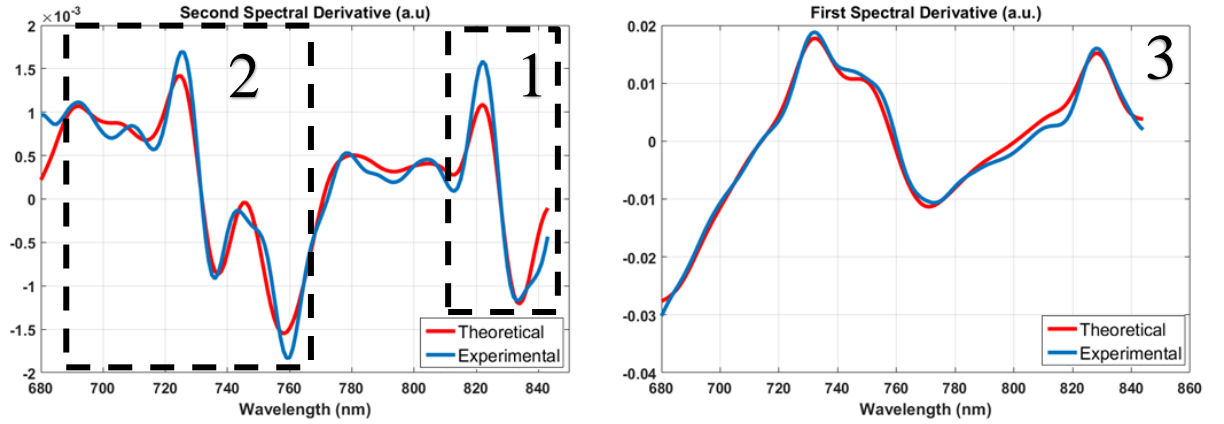 Second Spectral Derivative (a.u)
×10⁻³
2
1.5
1
0.5
0
-0.5
-1
-1.5
-2
2
1
Theoretical
Experimental
680 700 720 740 760 780 800 820 840
Wavelength (nm)
First Spectral Derivative (a.u.)
0.02
0.01
0
-0.01
-0.02
-0.03
-0.04
3
Theoretical
Experimental
680 700 720 740 760 780 800 820 840 860
Wavelength (nm)